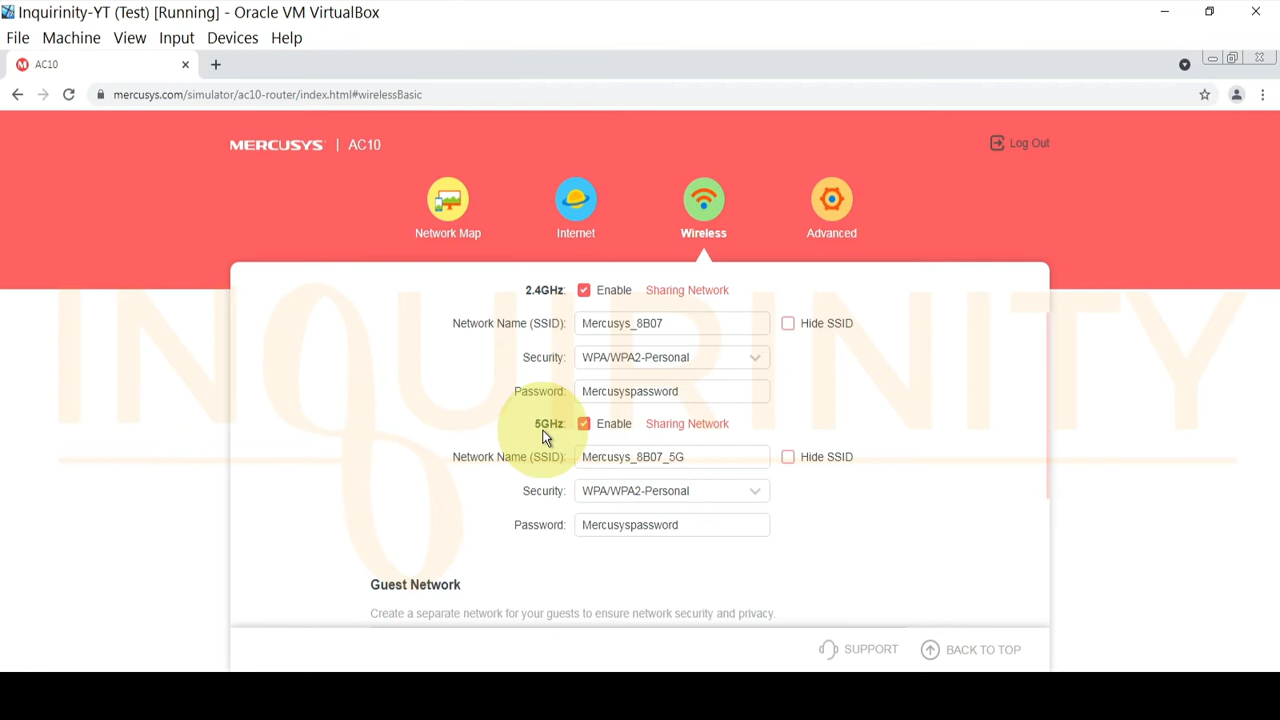 Inquirinity-YT (Test) [Running] - Oracle VM VirtualBox
File Machine View Input Devices Help
AC10
mercusys.com/simulator/ac10-router/index.html#wirelessBasic
MERCUSYS | AC10
Log Out
Network Map
Internet
Wireless
Advanced
2.4GHz: Enable Sharing Network
Network Name (SSID): Mercusys_8B07 Hide SSID
Security: WPA/WPA2-Personal
Password: Mercusyspassword
5GHz: Enable Sharing Network
Network Name (SSID): Mercusys_8B07_5G Hide SSID
Security: WPA/WPA2-Personal
Password: Mercusyspassword
Guest Network
Create a separate network for your guests to ensure network security and privacy.
SUPPORT
BACK TO TOP
INQUIRINITY